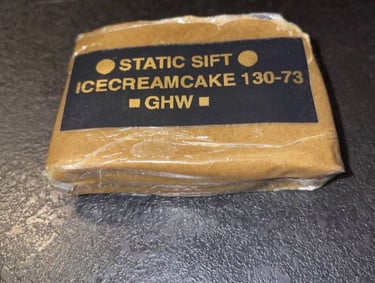 STATIC SIFT
ICECREAMCAKE 130-73
GHW